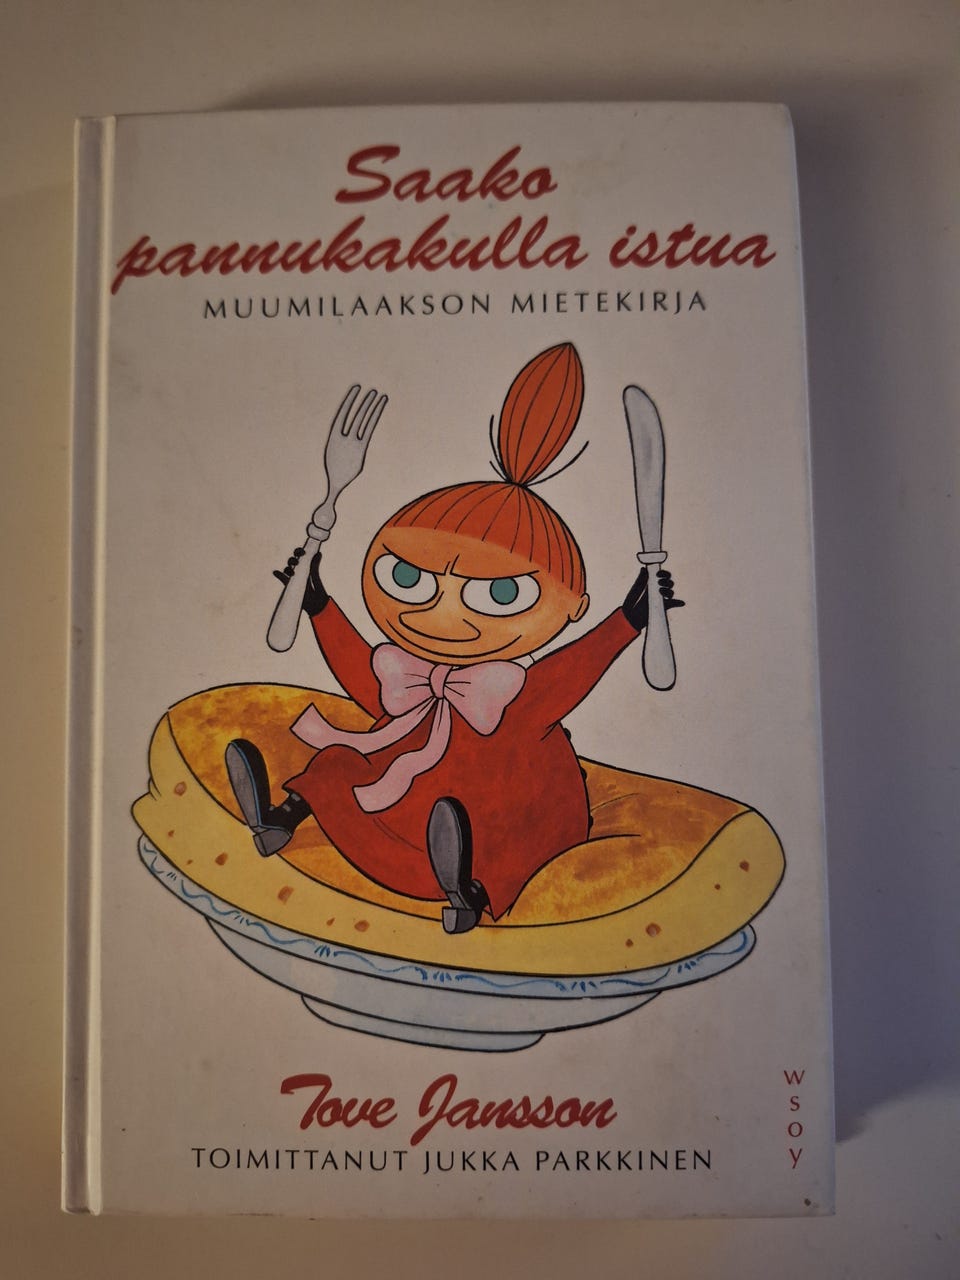 Saako
pannukakulla istua
MUUMILAAKSON MIETEKIRJA
Tove Jansson
TOIMITTANUT JUKKA PARKKINEN
wsoy